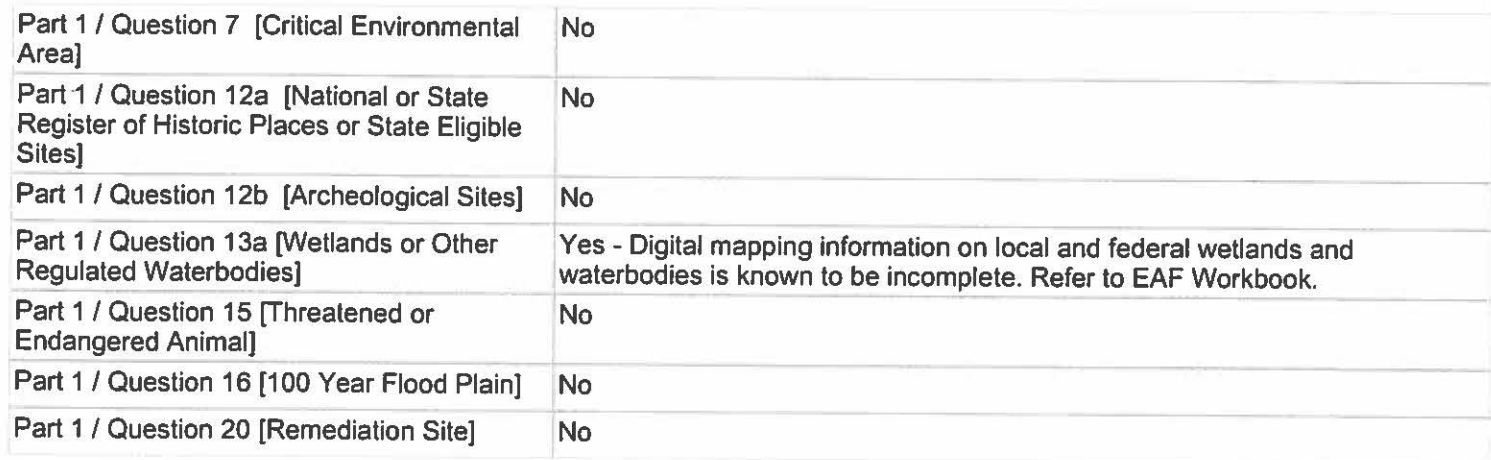 Part 1 / Question 7 [Critical Environmental Area]
No
Part 1 / Question 12a [National or State Register of Historic Places or State Eligible Sites]
No
Part 1 / Question 12b [Archeological Sites]
No
Part 1 / Question 13a [Wetlands or Other Regulated Waterbodies]
Yes - Digital mapping information on local and federal wetlands and waterbodies is known to be incomplete. Refer to EAF Workbook.
Part 1 / Question 15 [Threatened or Endangered Animal]
No
Part 1 / Question 16 [100 Year Flood Plain]
No
Part 1 / Question 20 [Remediation Site]
No